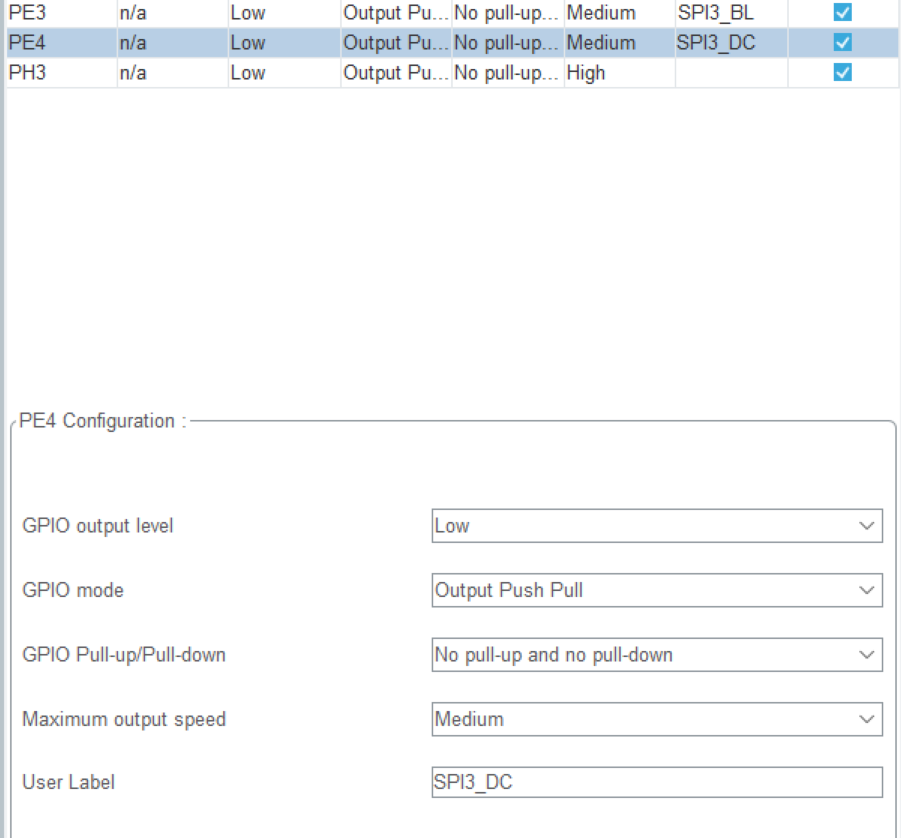 PE3 n/a Low Output Pu... No pull-up... Medium SPI3_BL
PE4 n/a Low Output Pu... No pull-up... Medium SPI3_DC
PH3 n/a Low Output Pu... No pull-up... High
PE4 Configuration :
GPIO output level Low
GPIO mode Output Push Pull
GPIO Pull-up/Pull-down No pull-up and no pull-down
Maximum output speed Medium
User Label SPI3_DC